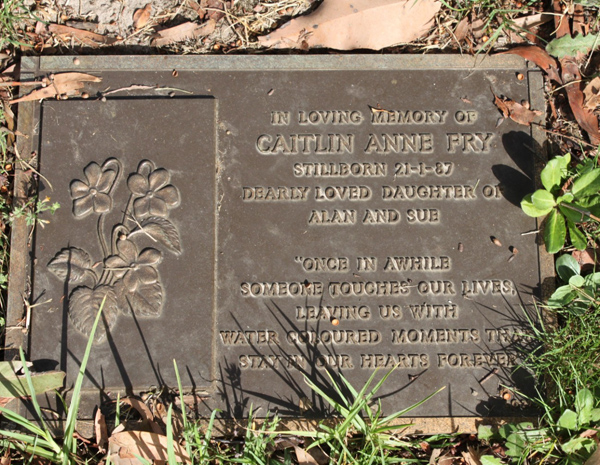 IN LOVING MEMORY OF
CAITLIN ANNE FRY
STILLBORN 21-1-87
DEARLY LOVED DAUGHTER OF
ALAN AND SUE
"ONCE IN AWHILE
SOMEONE TOUCHES OUR LIVES,
LEAVING US WITH
WATER COLOURED MOMENTS THAT
STAY IN OUR HEARTS FOREVER"